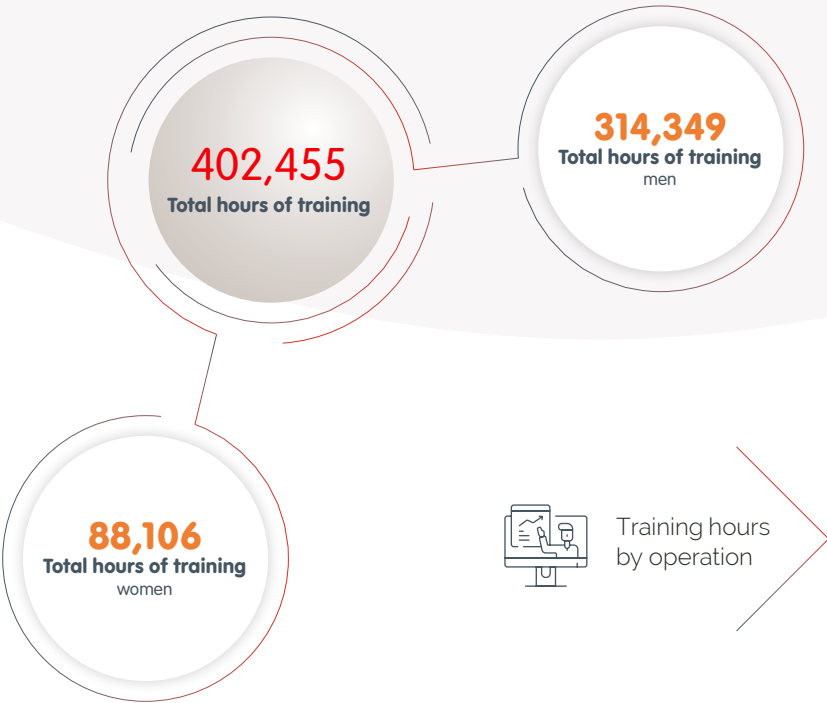 402,455
Total hours of training
314,349
Total hours of training
men
88,106
Total hours of training
women
Training hours
by operation